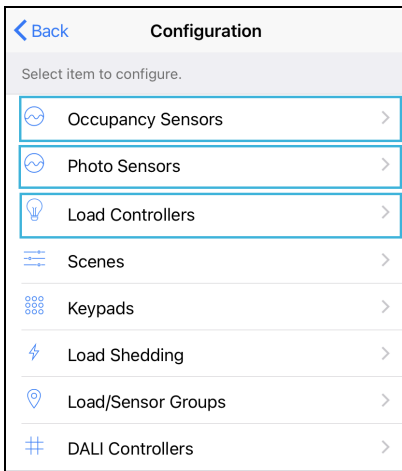 Back
Configuration
Select item to configure.
Occupancy Sensors
Photo Sensors
Load Controllers
Scenes
Keypads
Load Shedding
Load/Sensor Groups
DALI Controllers